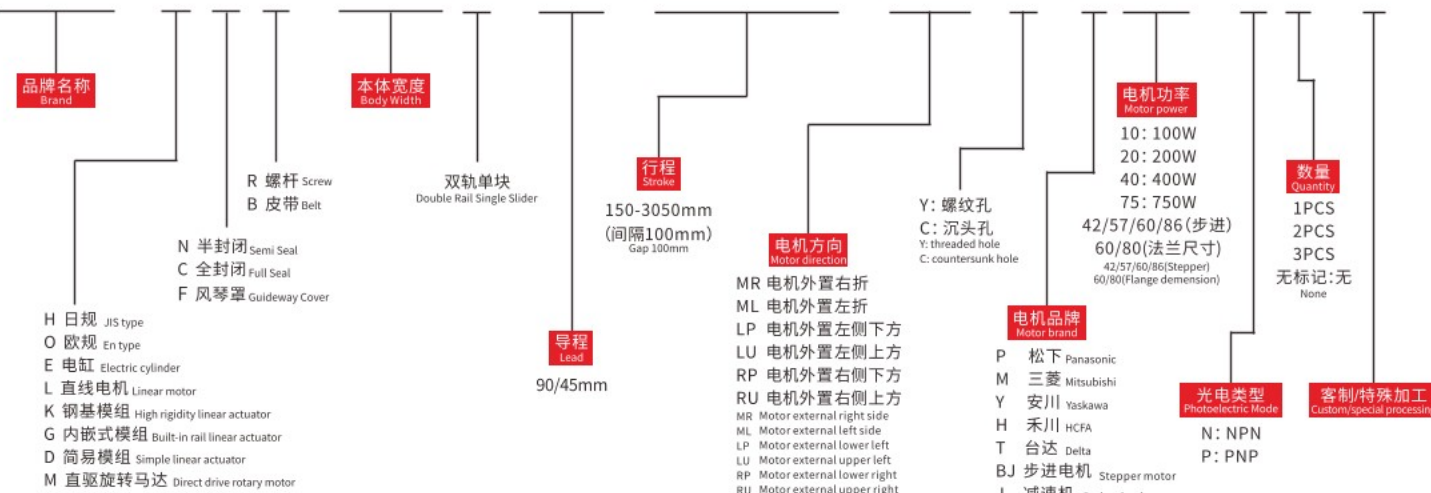 品牌名称
Brand
H 日规 JIS type
O 欧规 En type
E 电缸 Electric cylinder
L 直线电机 Linear motor
K 钢基模组 High rigidity linear actuator
G 内嵌式模组 Built-in rail linear actuator
D 简易模组 Simple linear actuator
M 直驱旋转马达 Direct drive rotary motor
N 半封闭 Semi Seal
C 全封闭 Full Seal
F 风琴罩 Guideway Cover
R 螺杆 Screw
B 皮带 Belt
本体宽度
Body Width
双轨单块
Double Rail Single Slider
导程
Lead
90/45mm
行程
Stroke
150-3050mm
(间隔100mm)
Gap 100mm
电机方向
Motor direction
MR 电机外置右折
ML 电机外置左折
LP 电机外置左侧下方
LU 电机外置左侧上方
RP 电机外置右侧下方
RU 电机外置右侧上方
MR Motor external right side
ML Motor external left side
LP Motor external lower left
LU Motor external upper left
RP Motor external lower right
RU Motor external upper right
Y: 螺纹孔
C: 沉头孔
Y: threaded hole
C: countersunk hole
电机品牌
Motor brand
P 松下 Panasonic
M 三菱 Mitsubishi
Y 安川 Yaskawa
H 禾川 HCFA
T 台达 Delta
BJ 步进电机 Stepper motor
减速机
电机功率
Motor power
10: 100W
20: 200W
40: 400W
75: 750W
42/57/60/86(步进)
60/80(法兰尺寸)
42/57/60/86(Stepper)
60/80(Flange demension)
光电类型
Photoelectric Mode
N: NPN
P: PNP
数量
Quantity
1PCS
2PCS
3PCS
无标记:无
None
客制/特殊加工
Custom/special processing